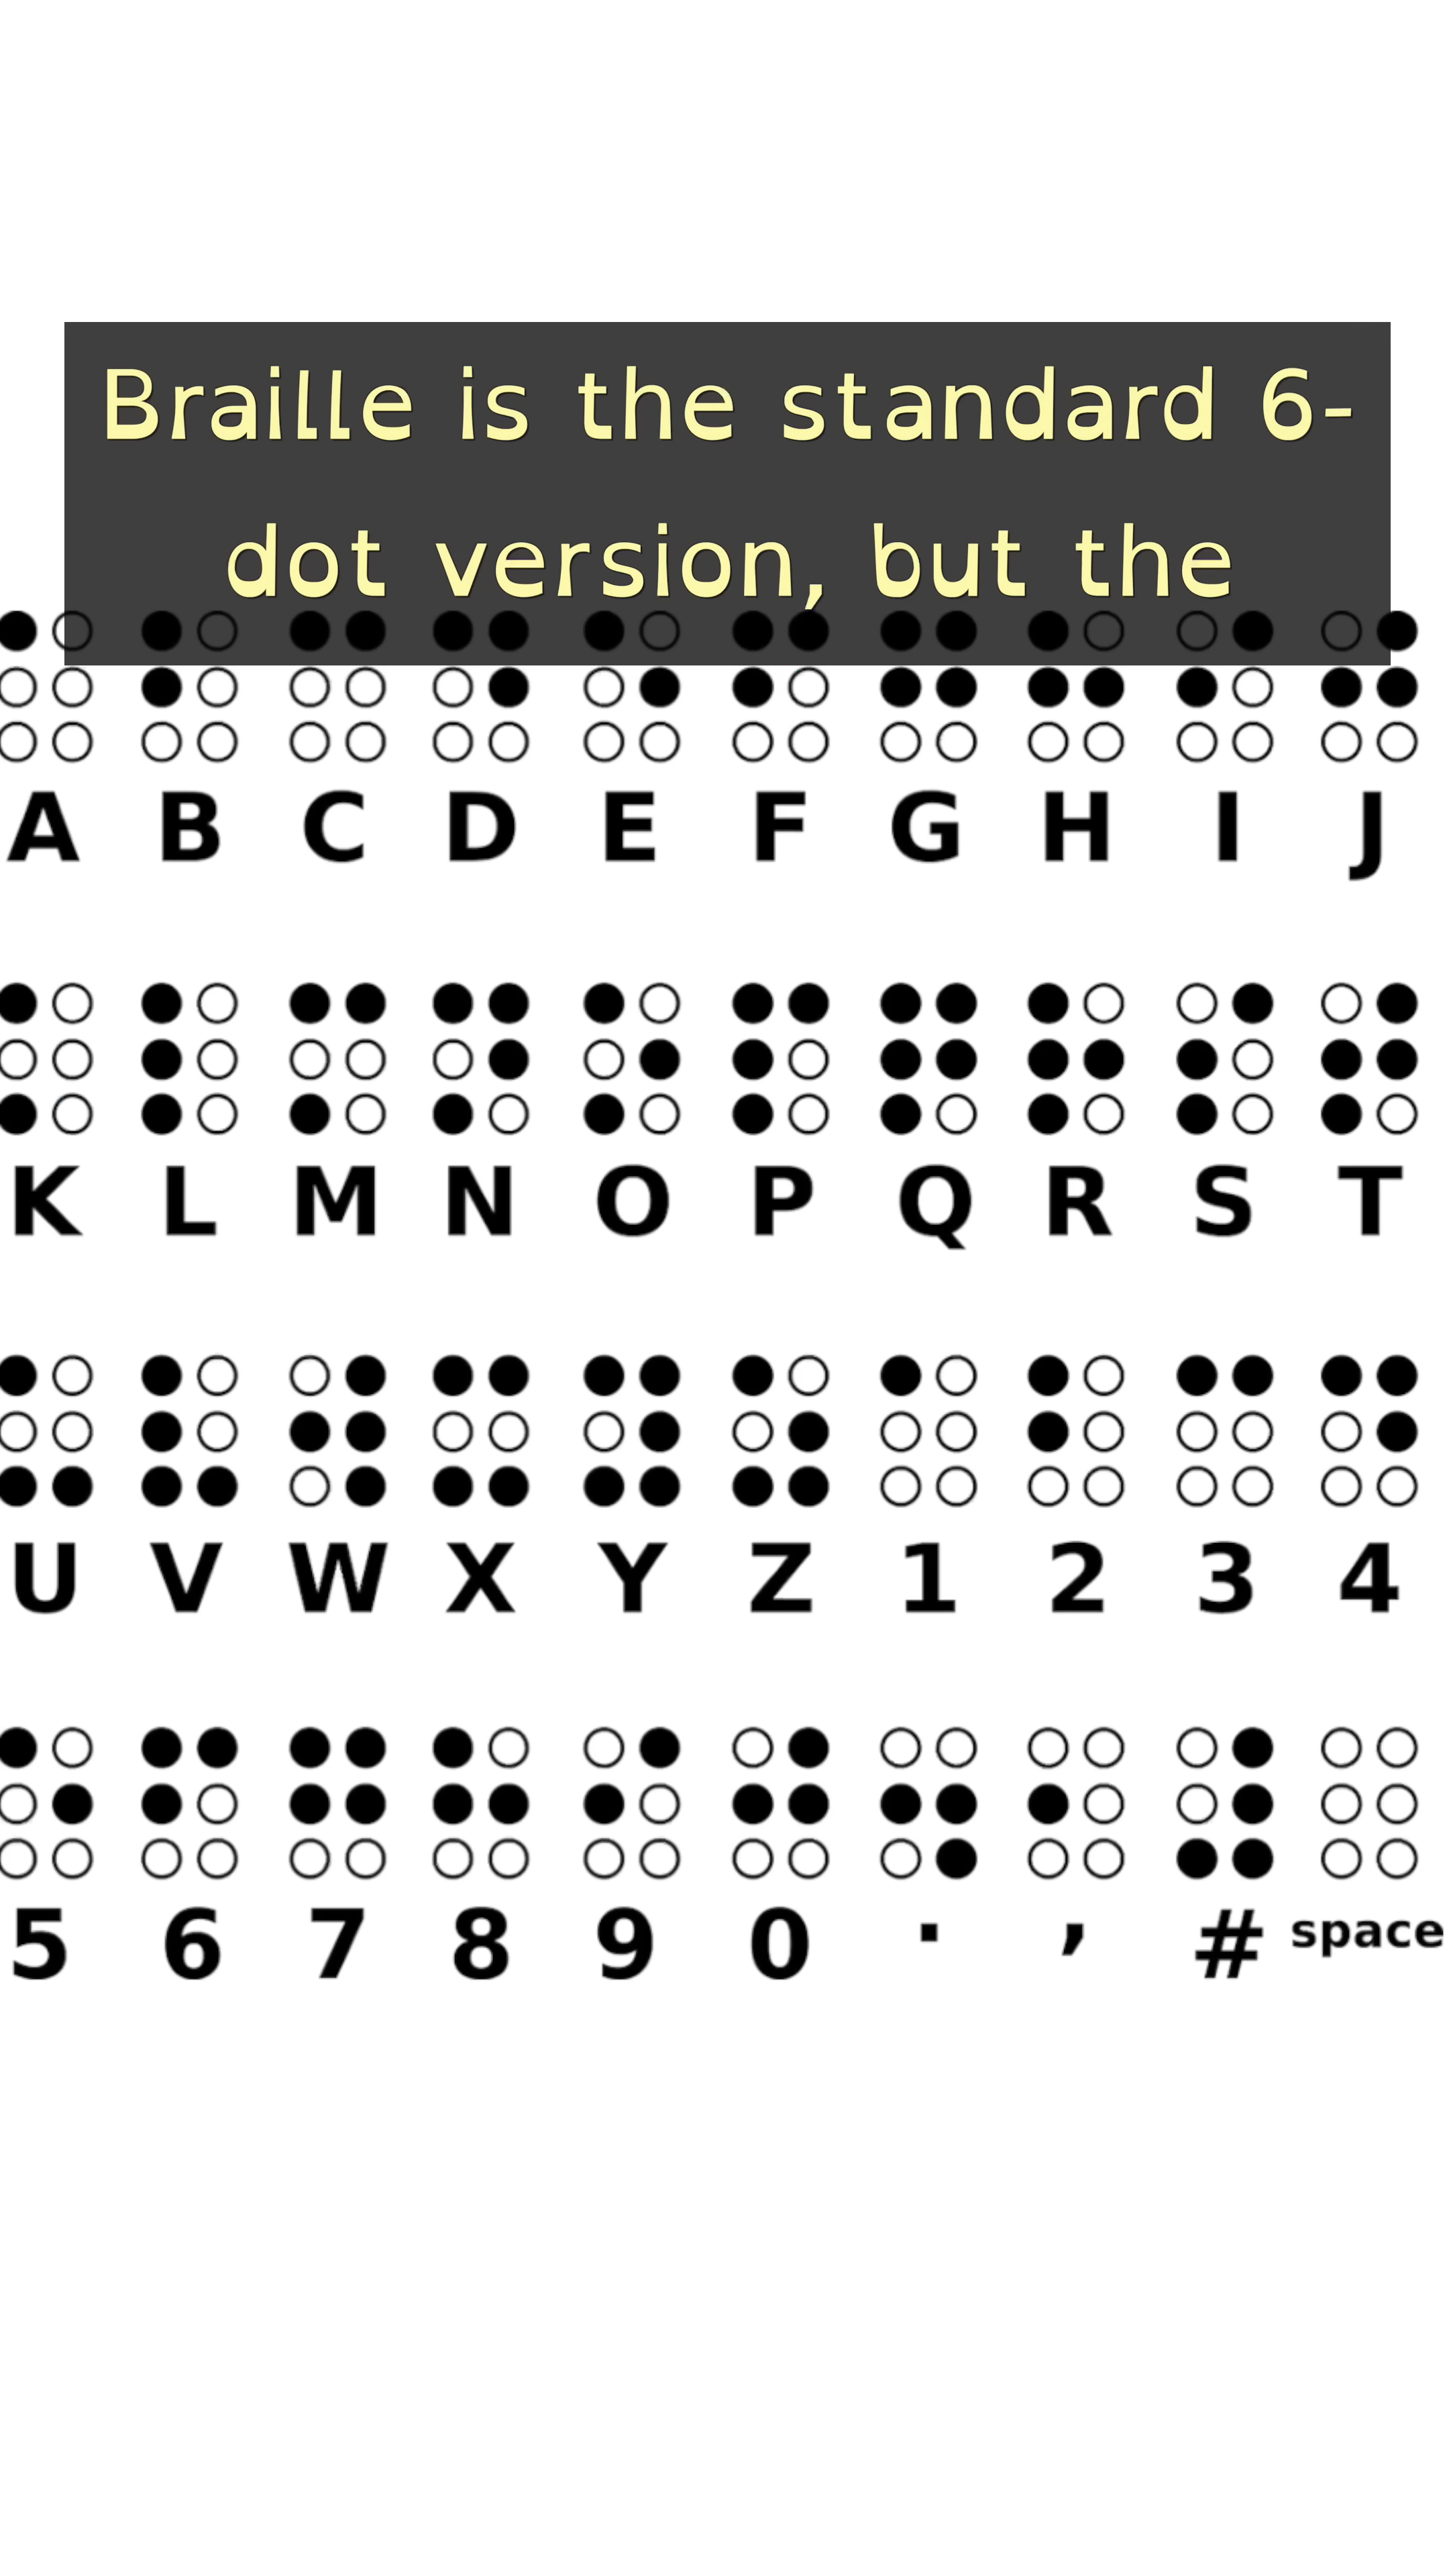 Braille is the standard 6-
dot version, but the
A B C D E F G H I J
K L M N O P Q R S T
U V W X Y Z 1 2 3 4
5 6 7 8 9 0 . , # space